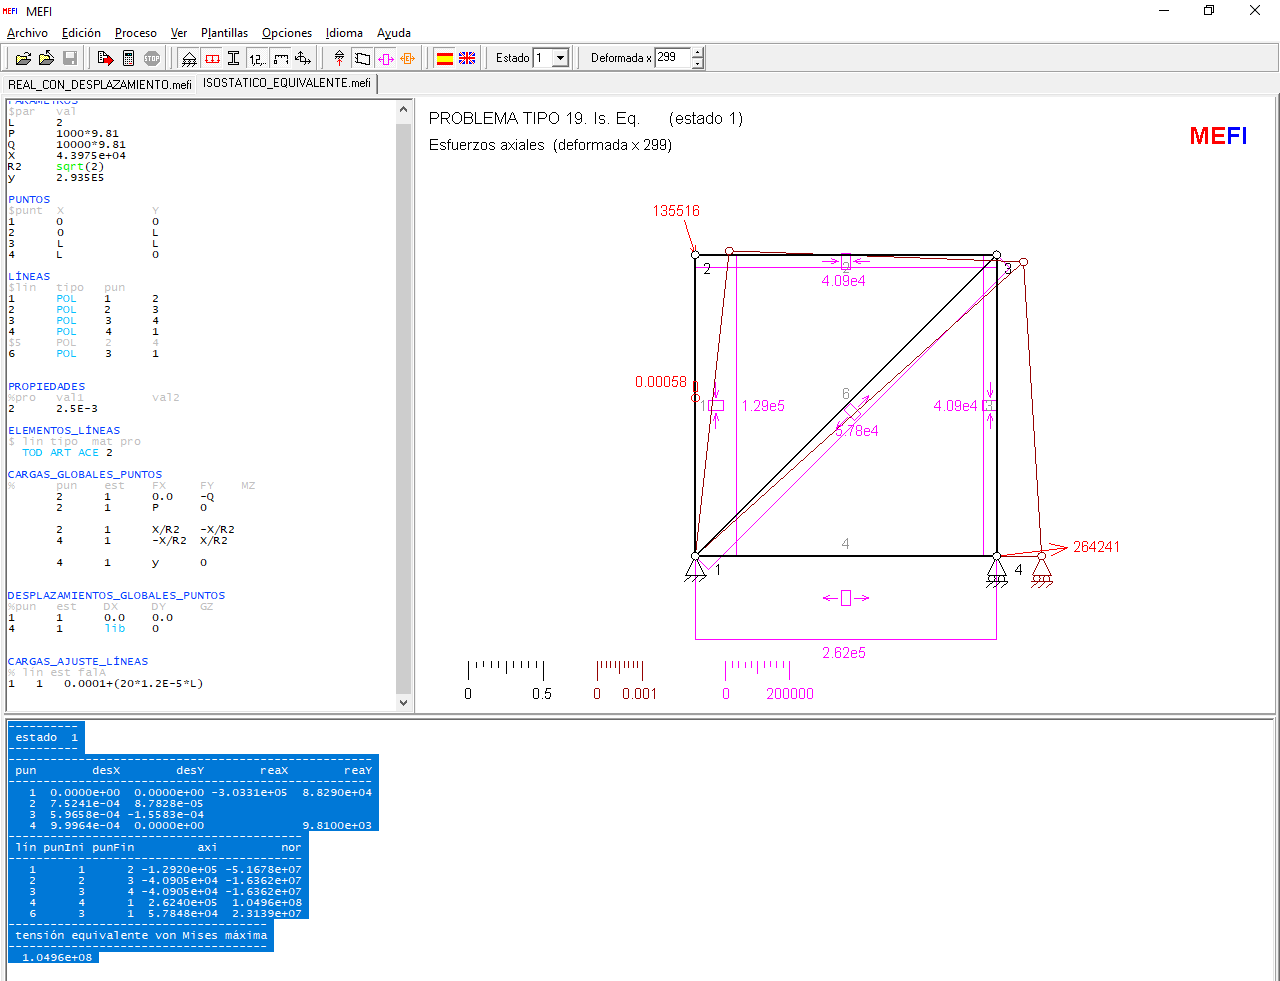 MEFI MEFI
Archivo Edición Proceso Ver Plantillas Opciones Idioma Ayuda
STOP 1,2,.. Estado 1 Deformada x 299
REAL_CON_DESPLAZAMIENTO.mefi ISOSTATICO_EQUIVALENTE.mefi
PARÁMETROS
$par val
L 2
P 1000*9.81
Q 10000*9.81
X 4.3975e+04
R2 sqrt(2)
y 2.935E5
PUNTOS
$punt X Y
1 0 0
2 0 L
3 L L
4 L 0
LÍNEAS
$lin tipo pun
1 POL 1 2
2 POL 2 3
3 POL 3 4
4 POL 4 1
$5 POL 2 4
6 POL 3 1
PROPIEDADES
%pro val1 val2
2 2.5E-3
ELEMENTOS_LÍNEAS
$ lin tipo mat pro
TOD ART ACE 2
CARGAS_GLOBALES_PUNTOS
% pun est FX FY MZ
2 1 0.0 -Q
2 1 P 0
2 1 X/R2 -X/R2
4 1 -X/R2 X/R2
4 1 y 0
DESPLAZAMIENTOS_GLOBALES_PUNTOS
%pun est DX DY GZ
1 1 0.0 0.0
4 1 lib 0
CARGAS_AJUSTE_LÍNEAS
% lin est falA
1 1 0.0001+(20*1.2E-5*L)
PROBLEMA TIPO 19. Is. Eq. (estado 1)
Esfuerzos axiales (deformada x 299)
MEFI
135516
2 2 3
4.09e4
0.00058 6
1 1.29e5 4.09e4 3
5.78e4
4 264241
1 4
2.62e5
0 0.5 0 0.001 0 200000
----------
estado 1
----------
-----------------------------------------------------
pun desX desY reaX reaY
-----------------------------------------------------
1 0.0000e+00 0.0000e+00 -3.0331e+05 8.8290e+04
2 7.5241e-04 8.7828e-05
3 5.9658e-04 -1.5583e-04
4 9.9964e-04 0.0000e+00 9.8100e+03
-------------------------------------------
lin punIni punFin axi nor
-------------------------------------------
1 1 2 -1.2920e+05 -5.1678e+07
2 2 3 -4.0905e+04 -1.6362e+07
3 3 4 -4.0905e+04 -1.6362e+07
4 4 1 2.6240e+05 1.0496e+08
6 3 1 5.7848e+04 2.3139e+07
--------------------------------------
tensión equivalente von Mises máxima
--------------------------------------
1.0496e+08